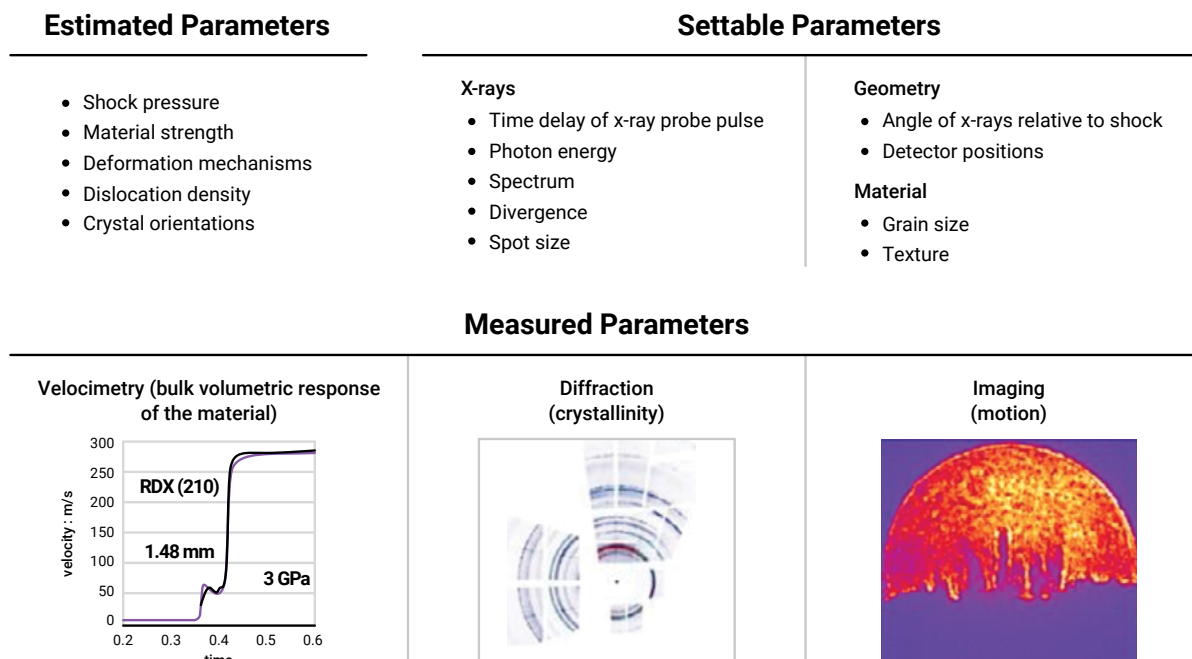 Estimated Parameters
Shock pressure
Material strength
Deformation mechanisms
Dislocation density
Crystal orientations
Settable Parameters
X-rays
Time delay of x-ray probe pulse
Photon energy
Spectrum
Divergence
Spot size
Geometry
Angle of x-rays relative to shock
Detector positions
Material
Grain size
Texture
Measured Parameters
Velocimetry (bulk volumetric response
of the material)
velocity : m/s
300
250
200
150
100
50
0
RDX (210)
1.48 mm
3 GPa
0.2 0.3 0.4 0.5 0.6
time
Diffraction
(crystallinity)
Imaging
(motion)